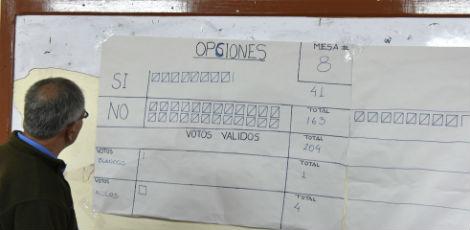 OPCIONES
MESA #
8
SI
41
NO
TOTAL
163
VOTOS VALIDOS
TOTAL
204
VOTOS
BLANCOS
TOTAL
1
VOTOS
TOTAL
4